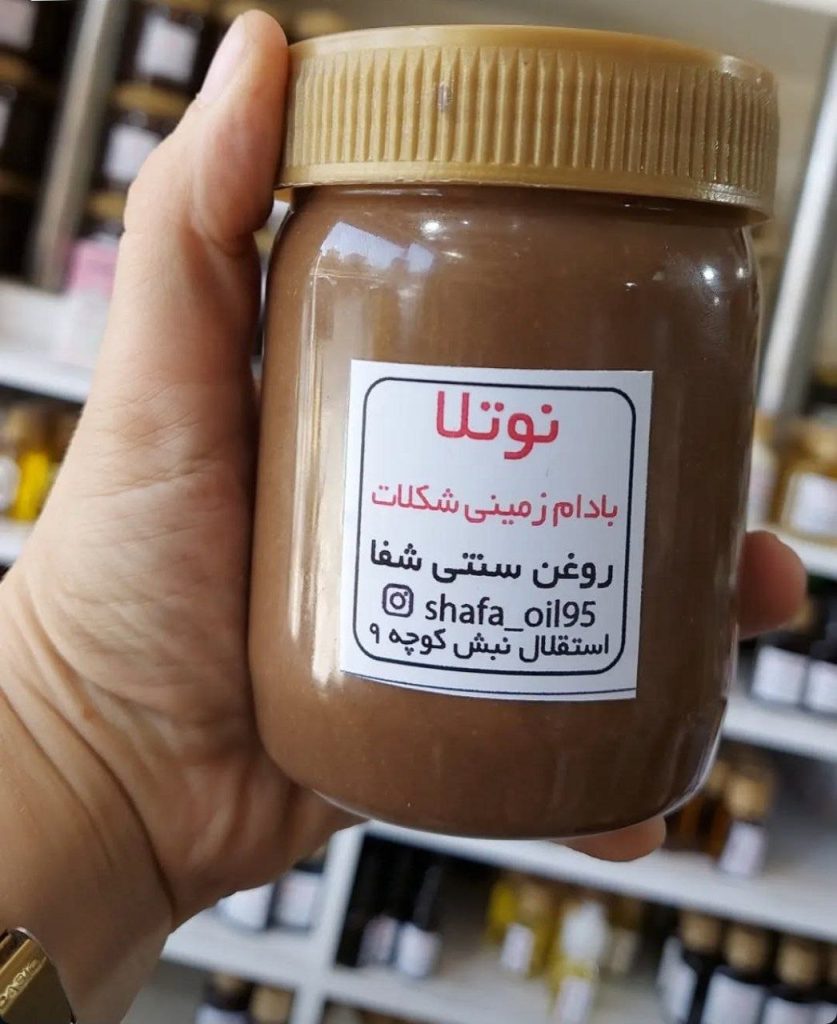 نوتلا
بادام زمینی شکلات
روغن سنتی شفا
shafa_oil95
استقلال نبش کوچه ۹